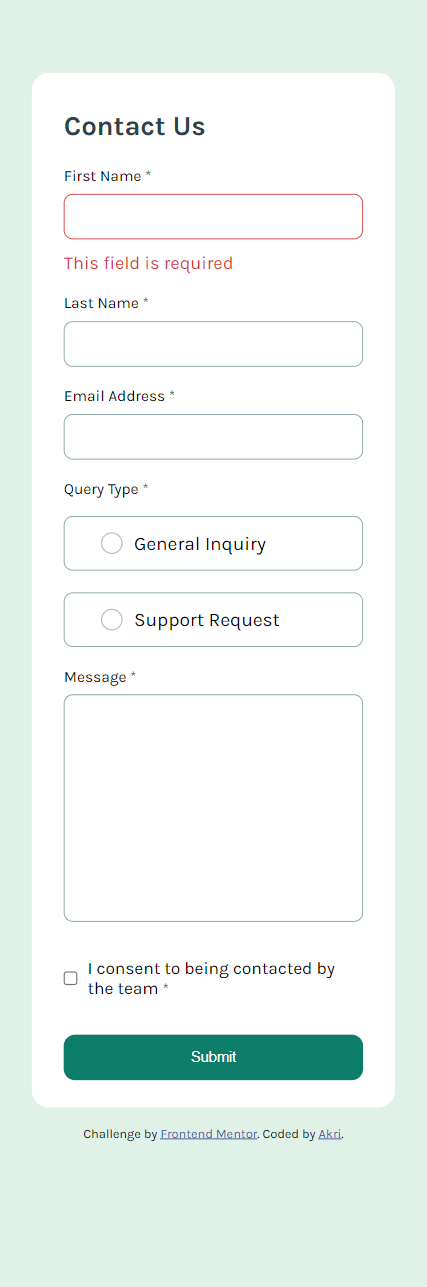 Contact Us
First Name *
This field is required
Last Name *
Email Address *
Query Type *
General Inquiry
Support Request
Message *
I consent to being contacted by
the team *
Submit
Challenge by Frontend Mentor. Coded by Akri.